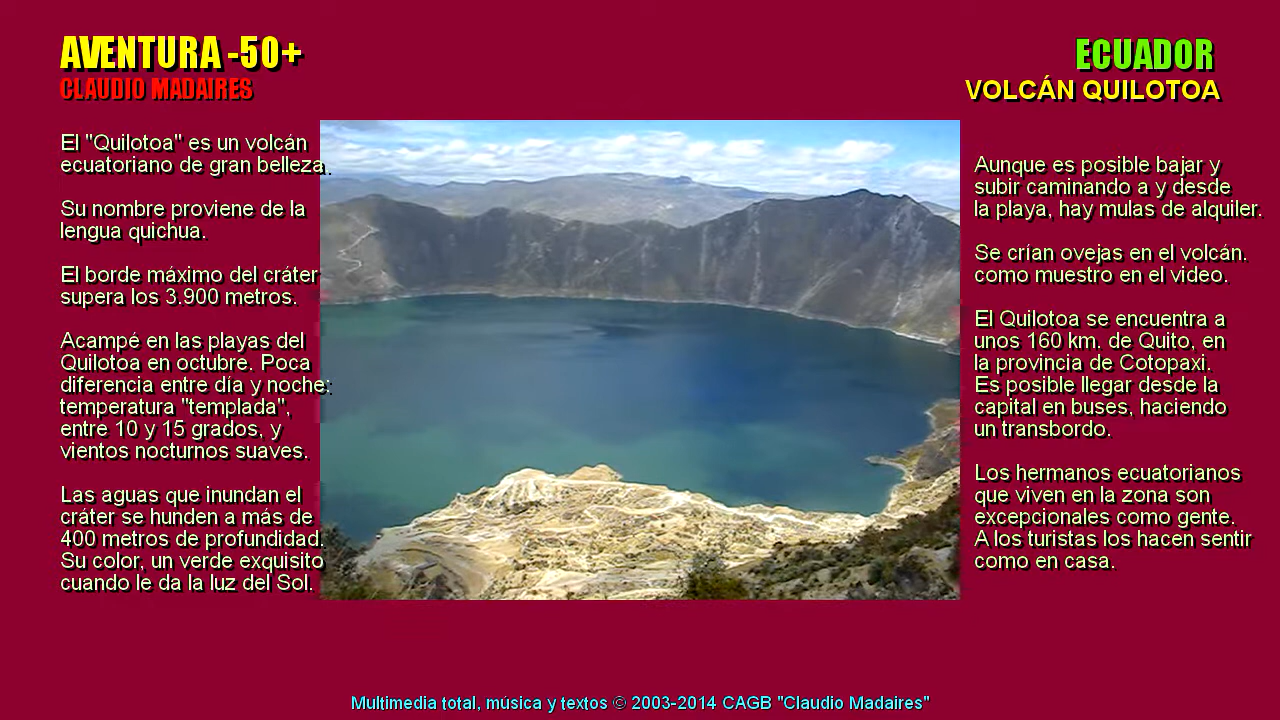 AVENTURA -50+
CLAUDIO MADAIRES
ECUADOR
VOLCÁN QUILOTOA
El "Quilotoa" es un volcán
ecuatoriano de gran belleza.
Su nombre proviene de la
lengua quichua.
El borde máximo del cráter
supera los 3.900 metros.
Acampé en las playas del
Quilotoa en octubre. Poca
diferencia entre día y noche:
temperatura "templada",
entre 10 y 15 grados, y
vientos nocturnos suaves.
Las aguas que inundan el
cráter se hunden a más de
400 metros de profundidad.
Su color, un verde exquisito
cuando le da la luz del Sol.
Aunque es posible bajar y
subir caminando a y desde
la playa, hay mulas de alquiler.
Se crían ovejas en el volcán.
como muestro en el video.
El Quilotoa se encuentra a
unos 160 km. de Quito, en
la provincia de Cotopaxi.
Es posible llegar desde la
capital en buses, haciendo
un transbordo.
Los hermanos ecuatorianos
que viven en la zona son
excepcionales como gente.
A los turistas los hacen sentir
como en casa.
Multimedia total, música y textos © 2003-2014 CAGB "Claudio Madaires"